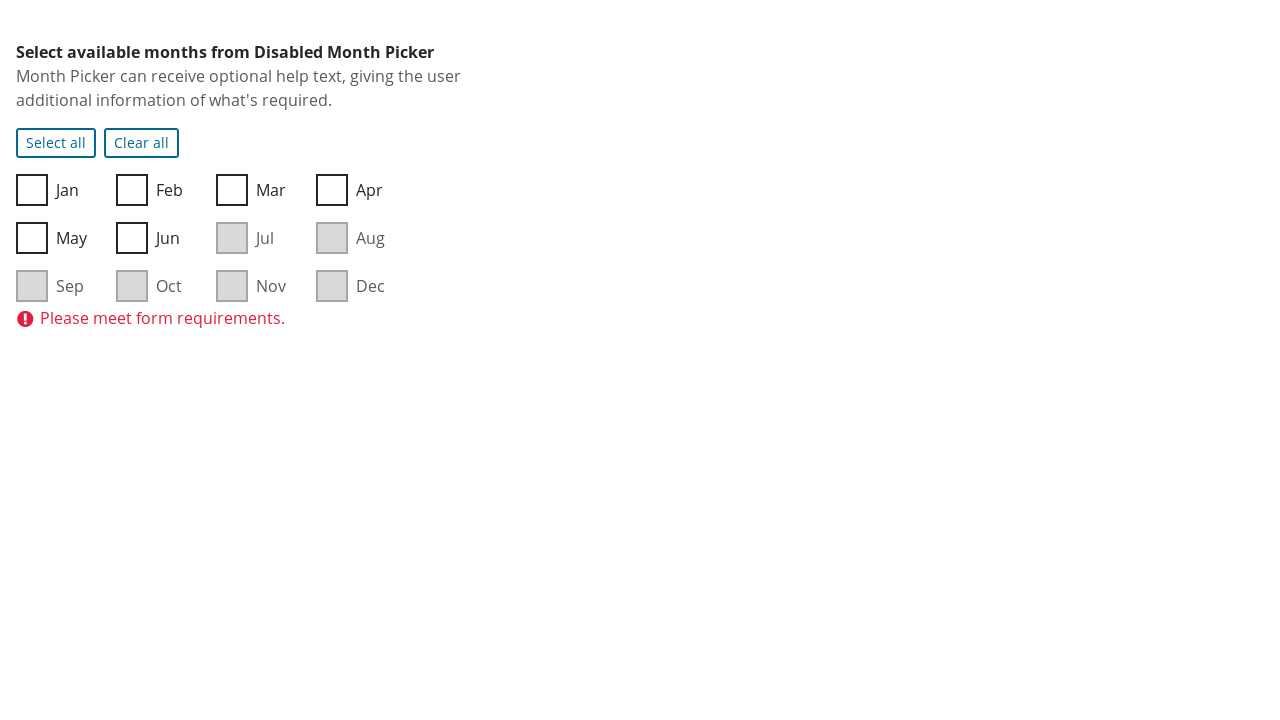 Select available months from Disabled Month Picker
Month Picker can receive optional help text, giving the user
additional information of what's required.
Select all Clear all
Jan Feb Mar Apr
May Jun Jul Aug
Sep Oct Nov Dec
Please meet form requirements.